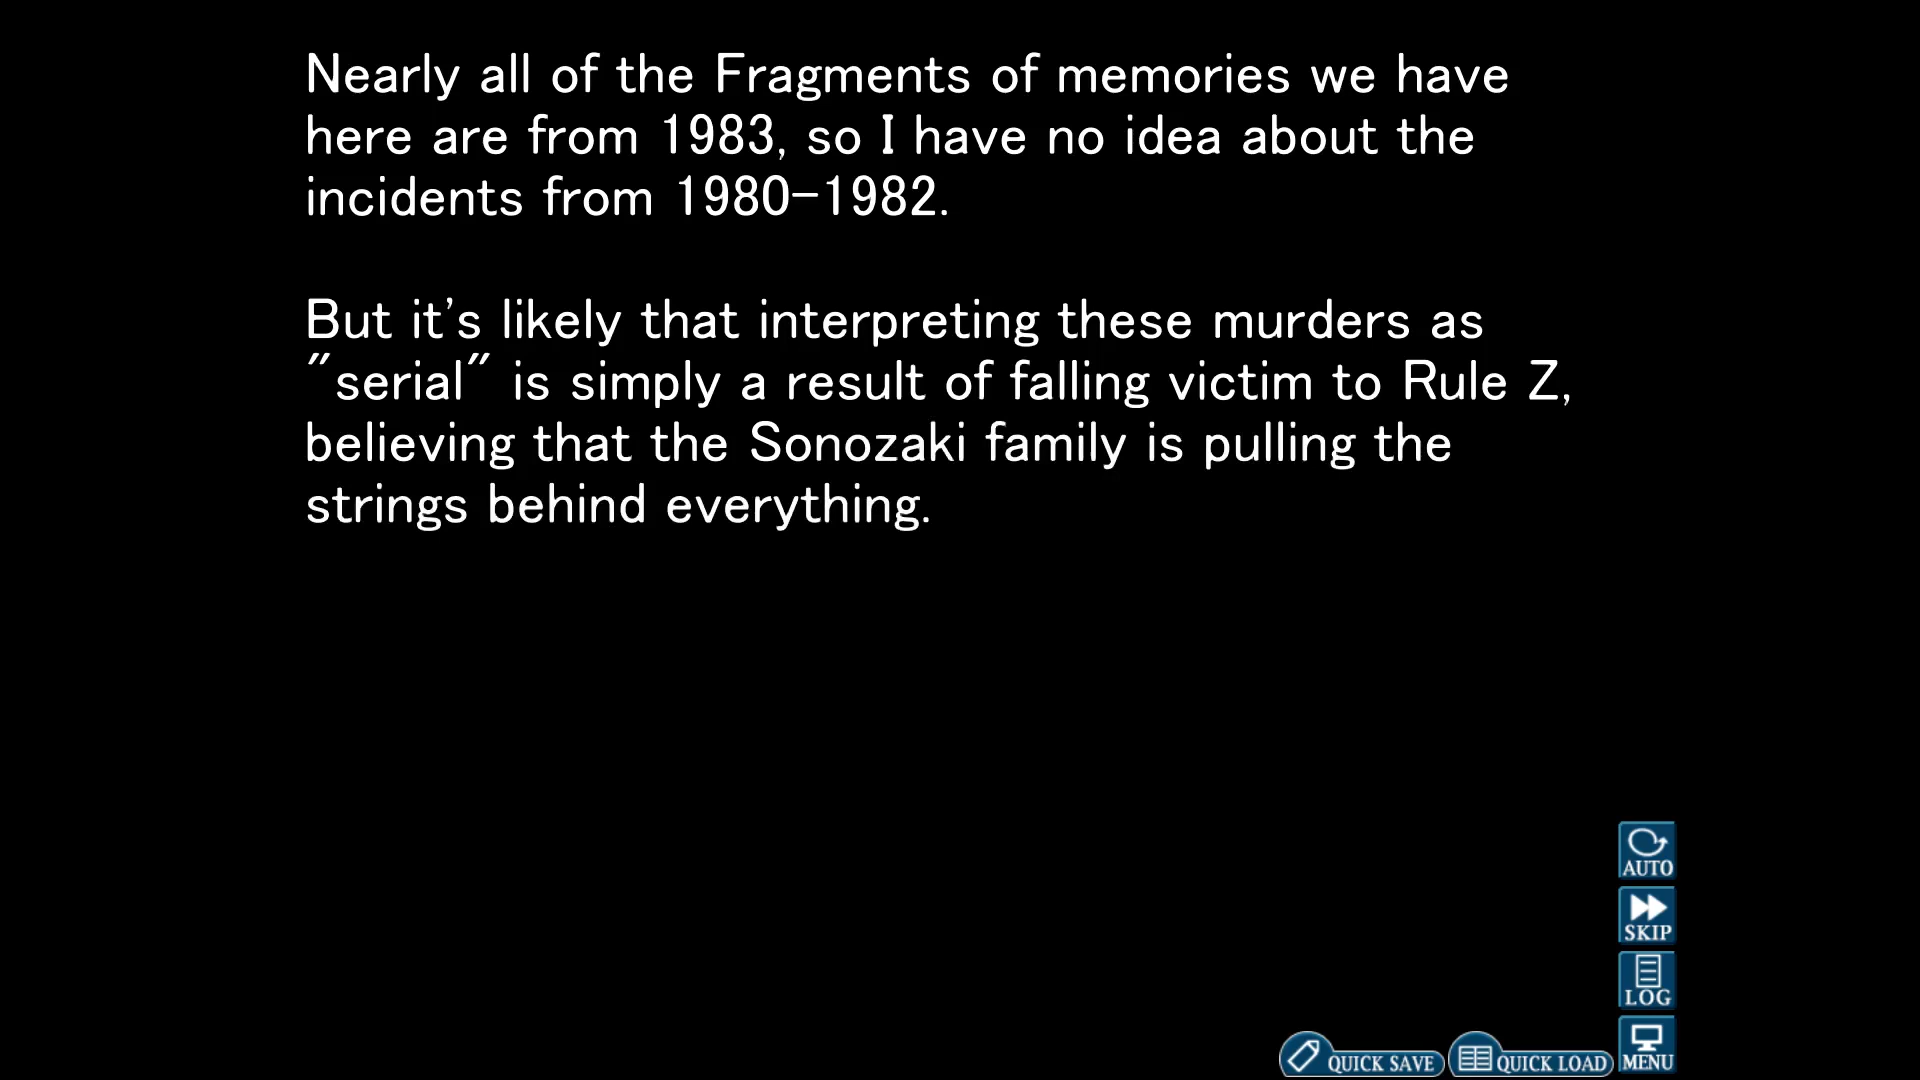 Nearly all of the Fragments of memories we have
here are from 1983, so I have no idea about the
incidents from 1980-1982.
But it's likely that interpreting these murders as
"serial" is simply a result of falling victim to Rule Z,
believing that the Sonozaki family is pulling the
strings behind everything.
AUTO
SKIP
LOG
MENU
QUICK SAVE
QUICK LOAD